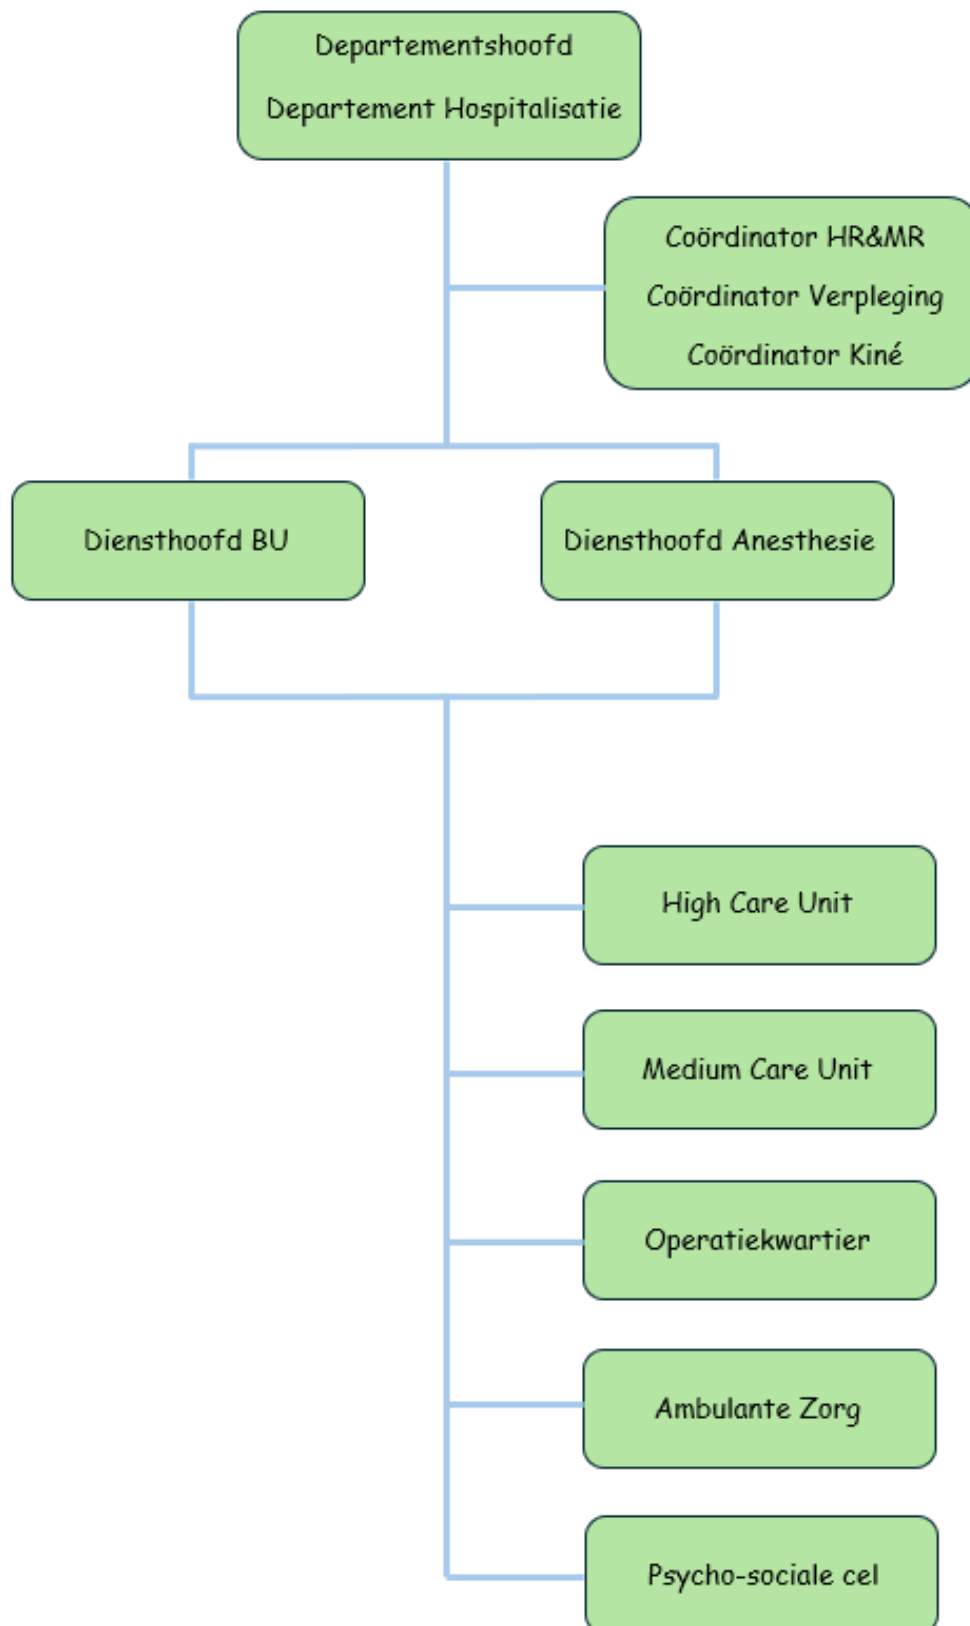 Departementshoofd
Departement Hospitalisatie
Coördinator HR&MR
Coördinator Verpleging
Coördinator Kiné
Diensthoofd BU
Diensthoofd Anesthesie
High Care Unit
Medium Care Unit
Operatiekwartier
Ambulante Zorg
Psycho-sociale cel